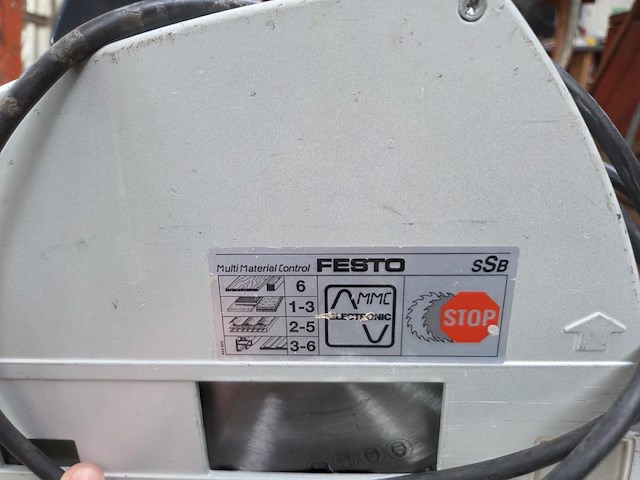 Multi Material Control FESTO SSB
6
1-3
2-5
3-6
MMC
ELECTRONIC
STOP